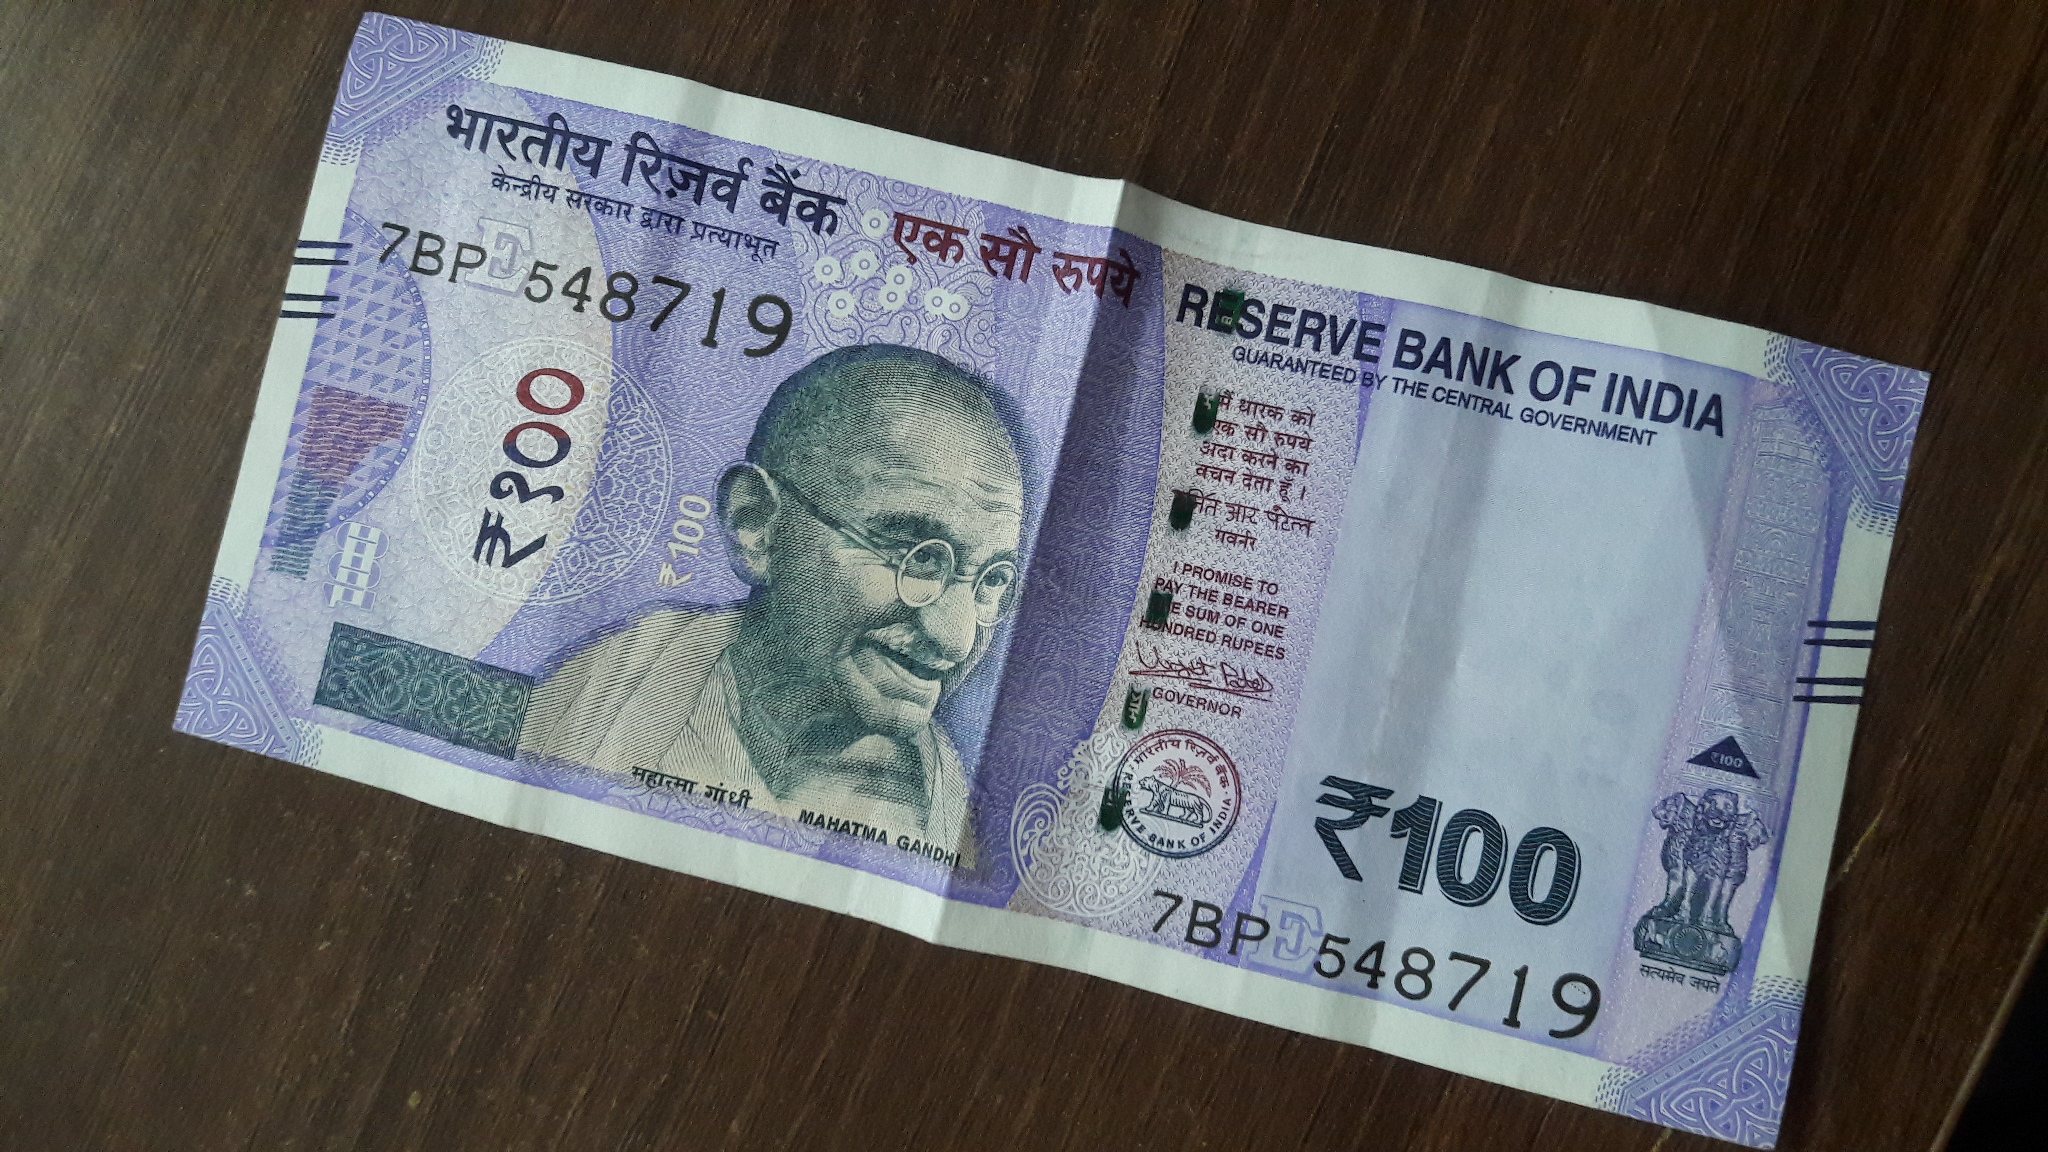 भारतीय रिज़र्व बैंक
केन्द्रीय सरकार द्वारा प्रत्याभूत
7BP 548719
एक सौ रुपये
₹१००
₹100
महात्मा गांधी
MAHATMA GANDHI
RESERVE BANK OF INDIA
GUARANTEED BY THE CENTRAL GOVERNMENT
मैं धारक को
एक सौ रुपये
अदा करने का
वचन देता हूँ ।
आर पटेल
गवर्नर
I PROMISE TO
PAY THE BEARER
THE SUM OF ONE
HUNDRED RUPEES
GOVERNOR
भारतीय रिज़र्व बैंक
RESERVE BANK OF INDIA
7BP 548719
₹100
₹100
सत्यमेव जयते
E
E
भारत